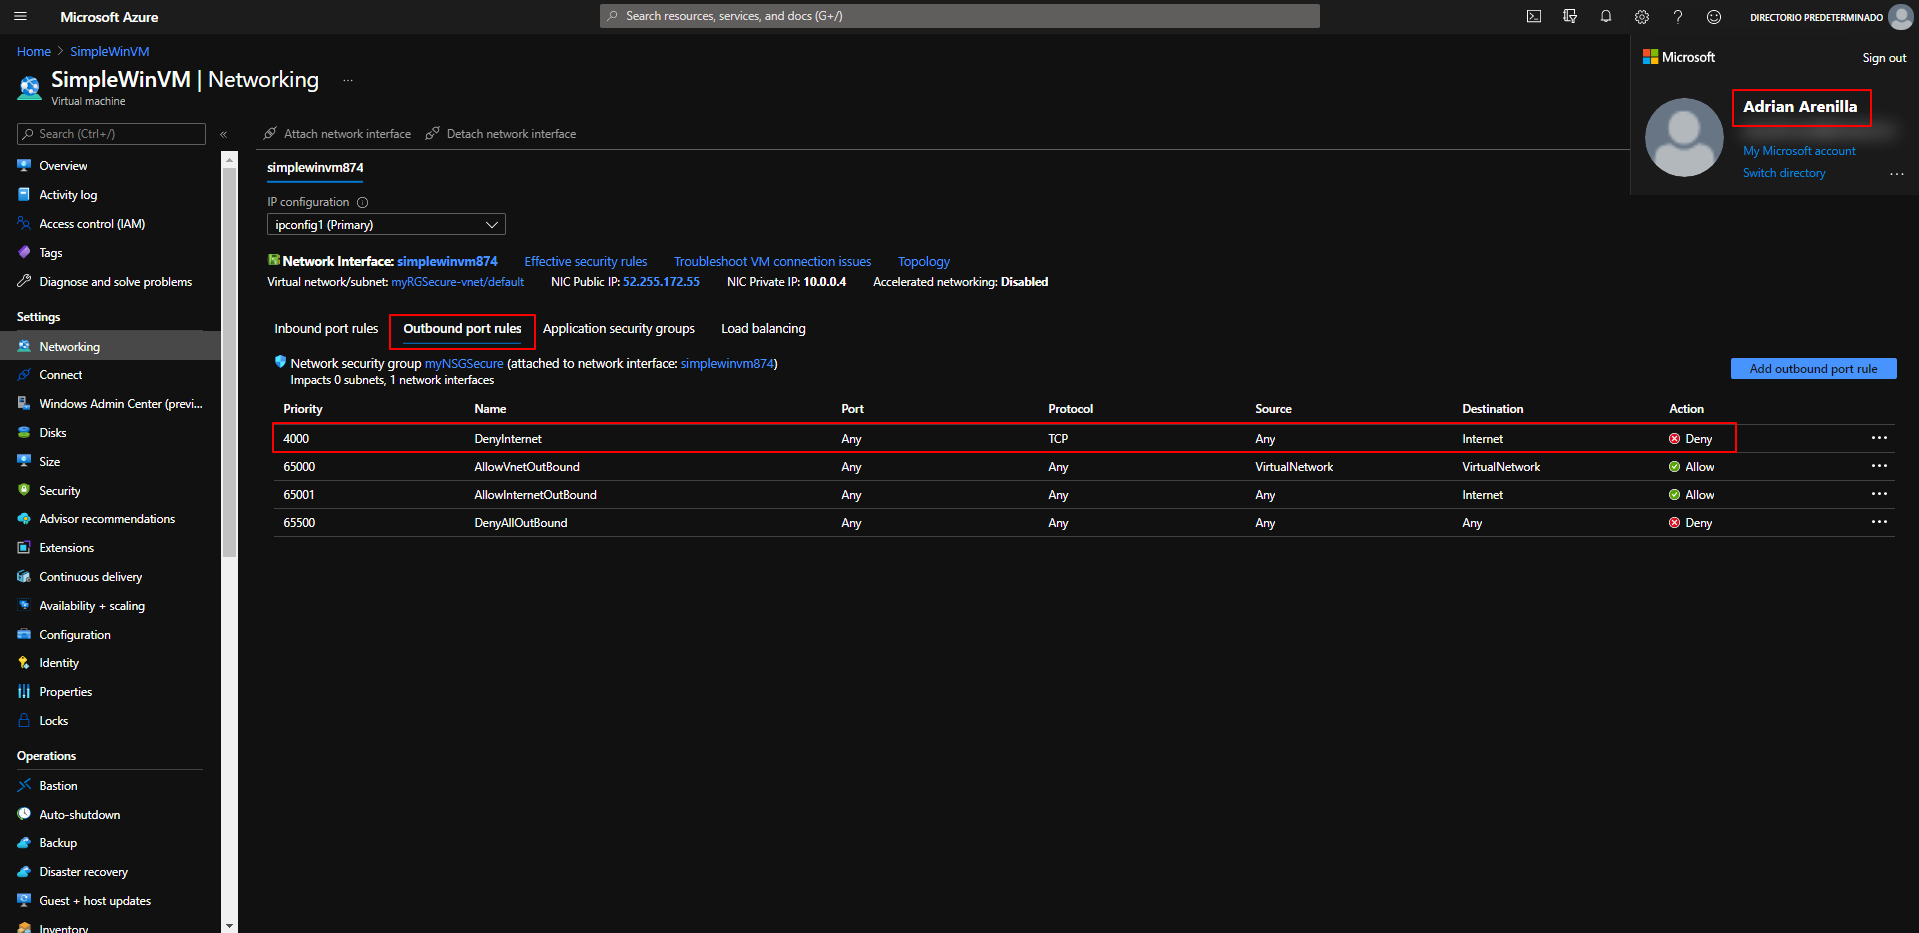 Microsoft Azure
Search resources, services, and docs (G+/)
DIRECTORIO PREDETERMINADO
Home > SimpleWinVM
SimpleWinVM | Networking ...
Virtual machine
Microsoft
Sign out
Adrian Arenilla
My Microsoft account
Switch directory
...
Search (Ctrl+/)
«
Overview
Activity log
Access control (IAM)
Tags
Diagnose and solve problems
Settings
Networking
Connect
Windows Admin Center (previ...
Disks
Size
Security
Advisor recommendations
Extensions
Continuous delivery
Availability + scaling
Configuration
Identity
Properties
Locks
Operations
Bastion
Auto-shutdown
Backup
Disaster recovery
Guest + host updates
Inventory
Attach network interface Detach network interface
simplewinvm874
IP configuration
ipconfig1 (Primary)
Network Interface: simplewinvm874 Effective security rules Troubleshoot VM connection issues Topology
Virtual network/subnet: myRGSecure-vnet/default NIC Public IP: 52.255.172.55 NIC Private IP: 10.0.0.4 Accelerated networking: Disabled
Inbound port rules Outbound port rules Application security groups Load balancing
Network security group myNSGSecure (attached to network interface: simplewinvm874)
Impacts 0 subnets, 1 network interfaces
Add outbound port rule
Priority Name Port Protocol Source Destination Action
4000 DenyInternet Any TCP Any Internet Deny ...
65000 AllowVnetOutBound Any Any VirtualNetwork VirtualNetwork Allow ...
65001 AllowInternetOutBound Any Any Any Internet Allow ...
65500 DenyAllOutBound Any Any Any Any Deny ...